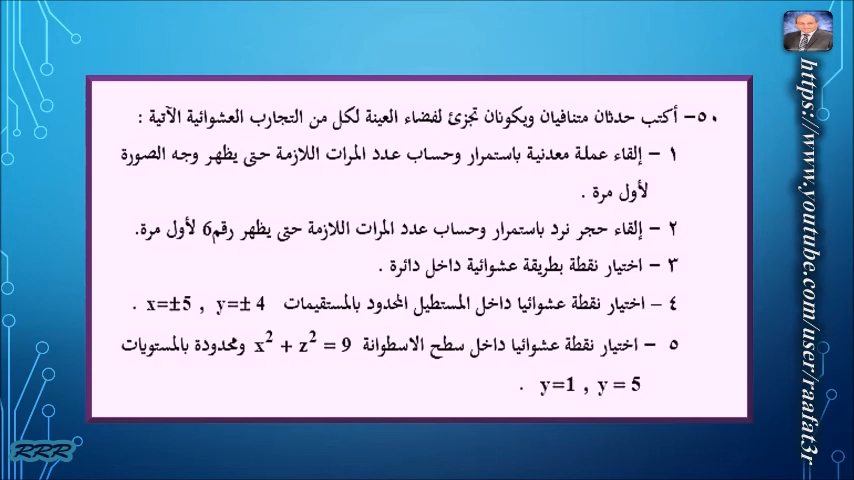 ٥٠- أكتب حدثان متنافيان ويكونان تجزئ لفضاء العينة لكل من التجارب العشوائية الآتية :
١ - إلقاء عملة معدنية باستمرار وحساب عدد المرات اللازمة حتى يظهر وجه الصورة
لأول مرة .
٢ - إلقاء حجر نرد باستمرار وحساب عدد المرات اللازمة حتى يظهر رقم6 لأول مرة.
٣ - اختيار نقطة بطريقة عشوائية داخل دائرة .
٤ - اختيار نقطة عشوائيا داخل المستطيل المحدود بالمستقيمات x=±5 , y=± 4 .
٥ - اختيار نقطة عشوائيا داخل سطح الاسطوانة x² + z² = 9 ومحدودة بالمستويات
y=1 , y = 5 .
https://www.youtube.com/user/raafat3r
RRR